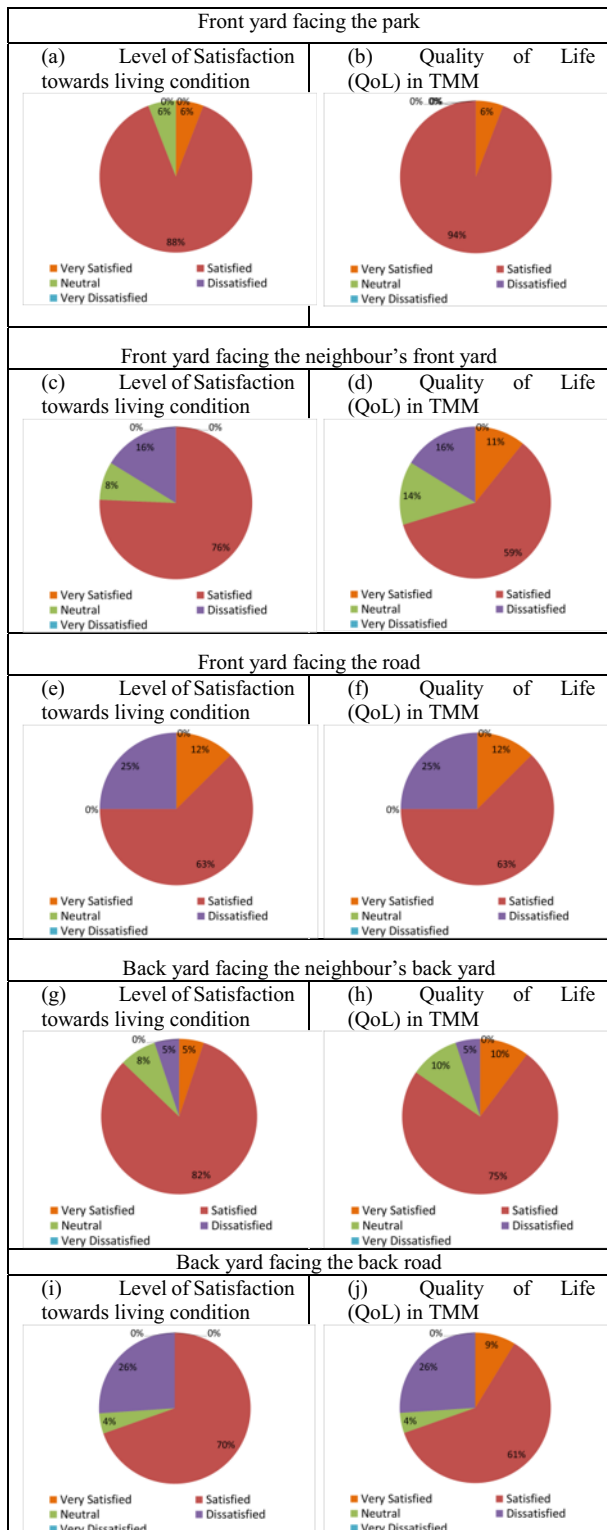 Front yard facing the park
(a) Level of Satisfaction
towards living condition
(b) Quality of Life
(QoL) in TMM
0% 0%
6% 6%
88%
Very Satisfied Satisfied
Neutral Dissatisfied
Very Dissatisfied
0% 0%
6%
94%
Very Satisfied Satisfied
Neutral Dissatisfied
Very Dissatisfied
Front yard facing the neighbour's front yard
(c) Level of Satisfaction
towards living condition
(d) Quality of Life
(QoL) in TMM
0% 0%
16%
8%
76%
Very Satisfied Satisfied
Neutral Dissatisfied
Very Dissatisfied
0%
16% 11%
14%
59%
Very Satisfied Satisfied
Neutral Dissatisfied
Very Dissatisfied
Front yard facing the road
(e) Level of Satisfaction
towards living condition
(f) Quality of Life
(QoL) in TMM
0%
12%
25%
0%
63%
Very Satisfied Satisfied
Neutral Dissatisfied
Very Dissatisfied
0%
12%
25%
0%
63%
Very Satisfied Satisfied
Neutral Dissatisfied
Very Dissatisfied
Back yard facing the neighbour's back yard
(g) Level of Satisfaction
towards living condition
(h) Quality of Life
(QoL) in TMM
0%
5% 5%
8%
82%
Very Satisfied Satisfied
Neutral Dissatisfied
Very Dissatisfied
0%
5% 10%
10%
75%
Very Satisfied Satisfied
Neutral Dissatisfied
Very Dissatisfied
Back yard facing the back road
(i) Level of Satisfaction
towards living condition
(j) Quality of Life
(QoL) in TMM
0% 0%
26%
4%
70%
Very Satisfied Satisfied
Neutral Dissatisfied
Very Dissatisfied
0%
9%
26%
4%
61%
Very Satisfied Satisfied
Neutral Dissatisfied
Very Dissatisfied